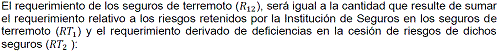 El requerimiento de los seguros de terremoto (R12), será igual a la cantidad que resulte de sumar
el requerimiento relativo a los riesgos retenidos por la Institución de Seguros en los seguros de
terremoto (RT1) y el requerimiento derivado de deficiencias en la cesión de riesgos de dichos
seguros (RT2 ):